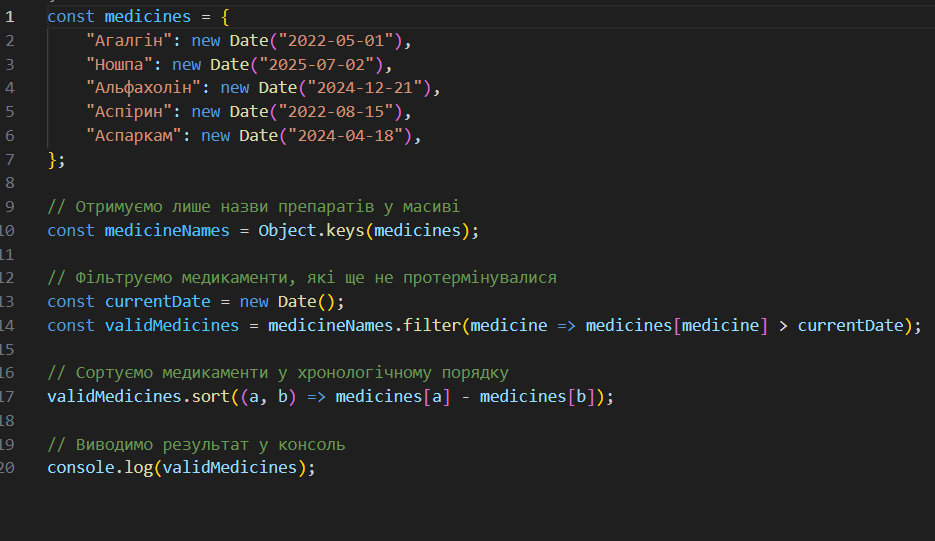 1 const medicines = {
2 "Агалгін": new Date("2022-05-01"),
3 "Ношпа": new Date("2025-07-02"),
4 "Альфахолін": new Date("2024-12-21"),
5 "Аспірин": new Date("2022-08-15"),
6 "Аспаркам": new Date("2024-04-18"),
7 };
8
9 // Отримуємо лише назви препаратів у масиві
10 const medicineNames = Object.keys(medicines);
11
12 // Фільтруємо медикаменти, які ще не протермінувалися
13 const currentDate = new Date();
14 const validMedicines = medicineNames.filter(medicine => medicines[medicine] > currentDate);
15
16 // Сортуємо медикаменти у хронологічному порядку
17 validMedicines.sort((a, b) => medicines[a] - medicines[b]);
18
19 // Виводимо результат у консоль
20 console.log(validMedicines);